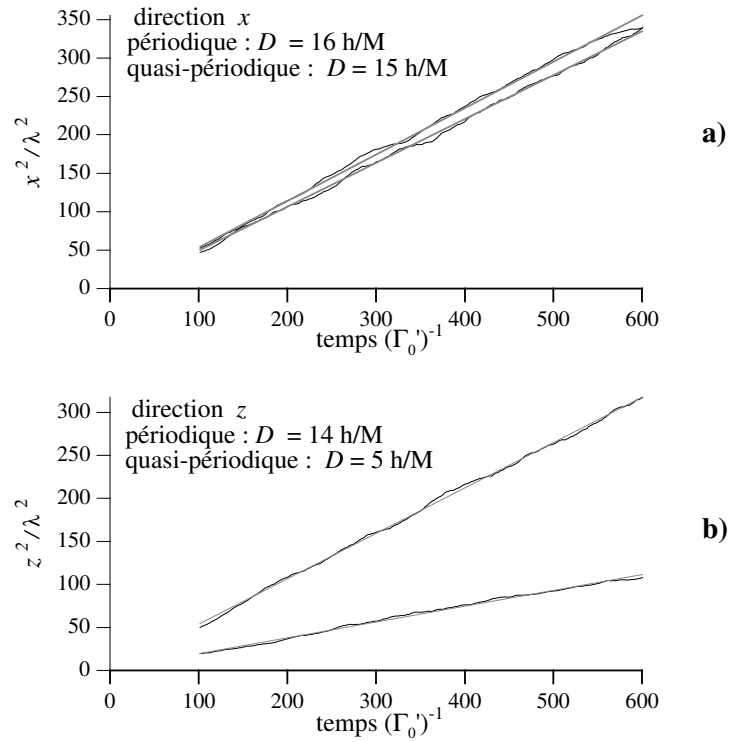 direction x
périodique : D = 16 h/M
quasi-périodique : D = 15 h/M
350
300
250
200
150
100
50
0
x²/λ²
0 100 200 300 400 500 600
temps (Γ₀')⁻¹
a)
direction z
périodique : D = 14 h/M
quasi-périodique : D = 5 h/M
300
250
200
150
100
50
0
z²/λ²
0 100 200 300 400 500 600
temps (Γ₀')⁻¹
b)